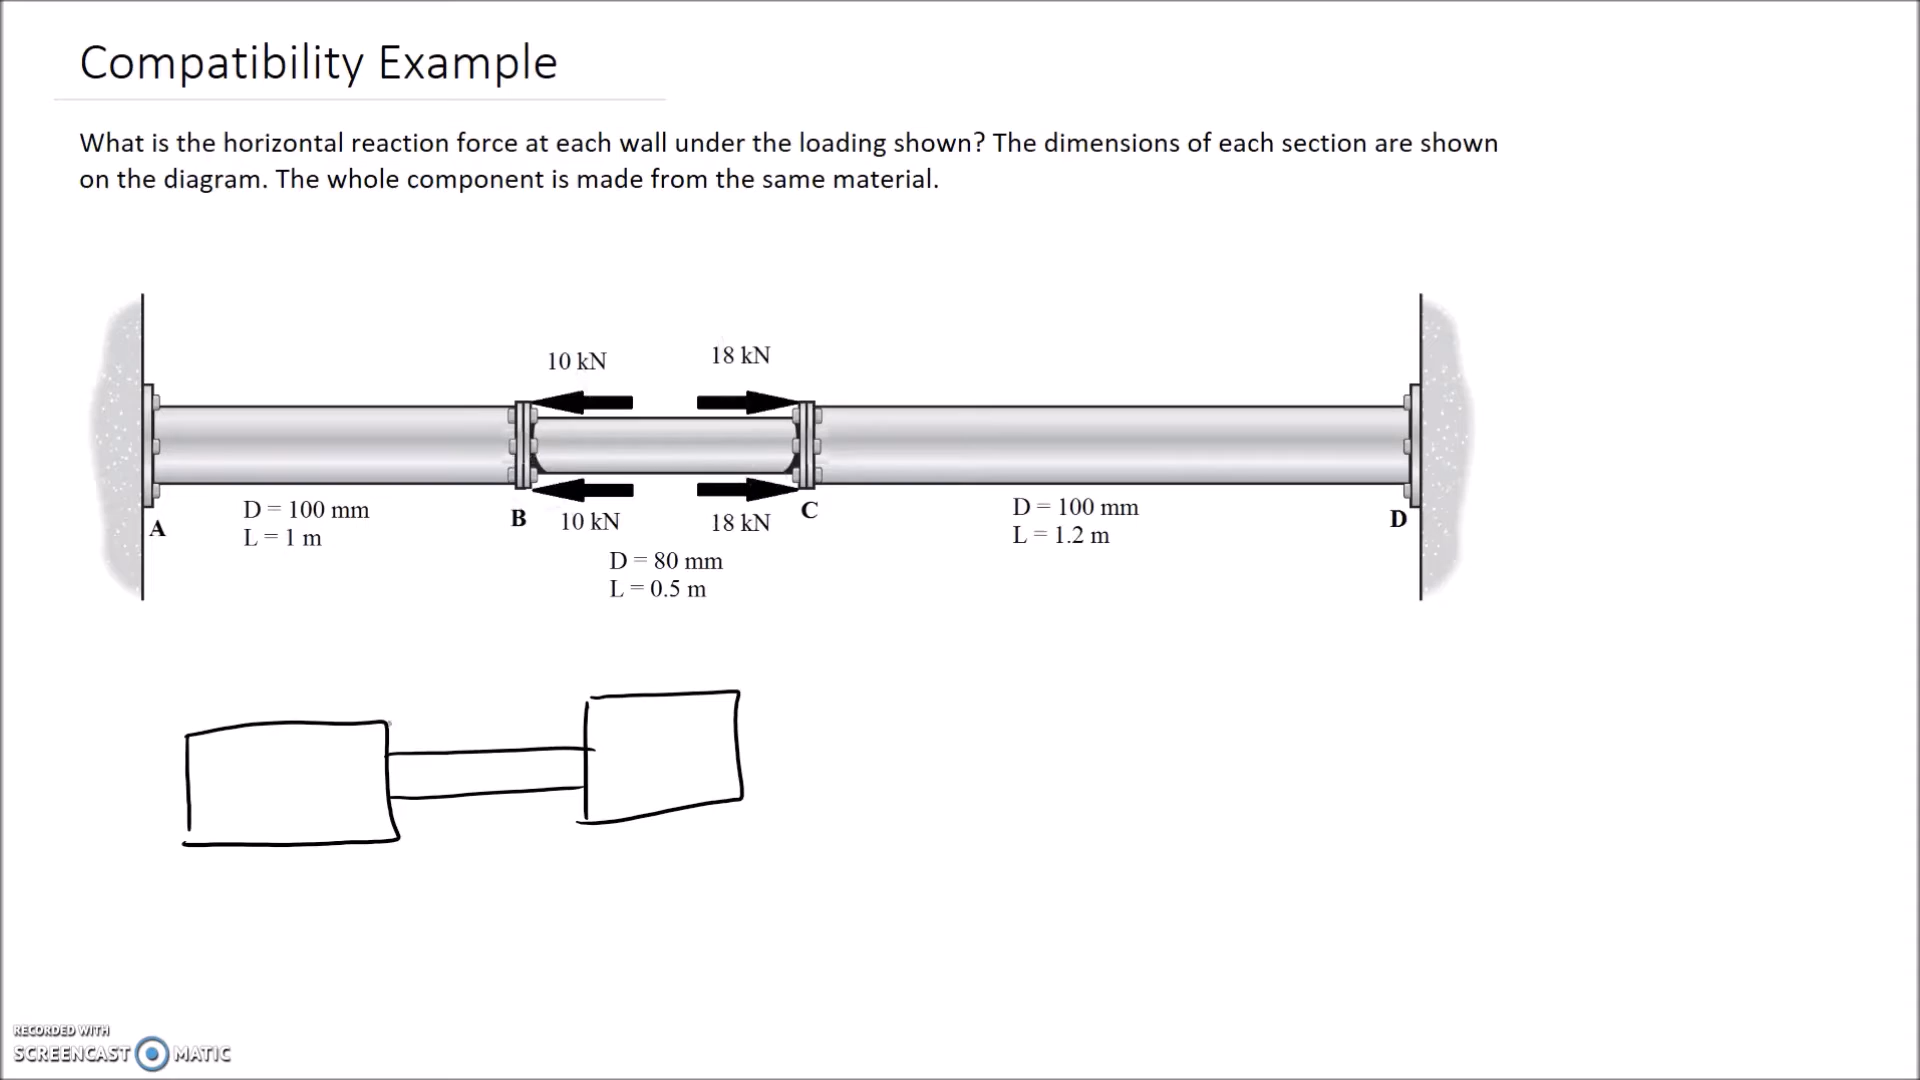 Compatibility Example
What is the horizontal reaction force at each wall under the loading shown? The dimensions of each section are shown
on the diagram. The whole component is made from the same material.
10 kN
18 kN
A
D = 100 mm
L = 1 m
B
10 kN
18 kN
C
D = 80 mm
L = 0.5 m
D = 100 mm
L = 1.2 m
D
RECORDED WITH
SCREENCAST MATIC